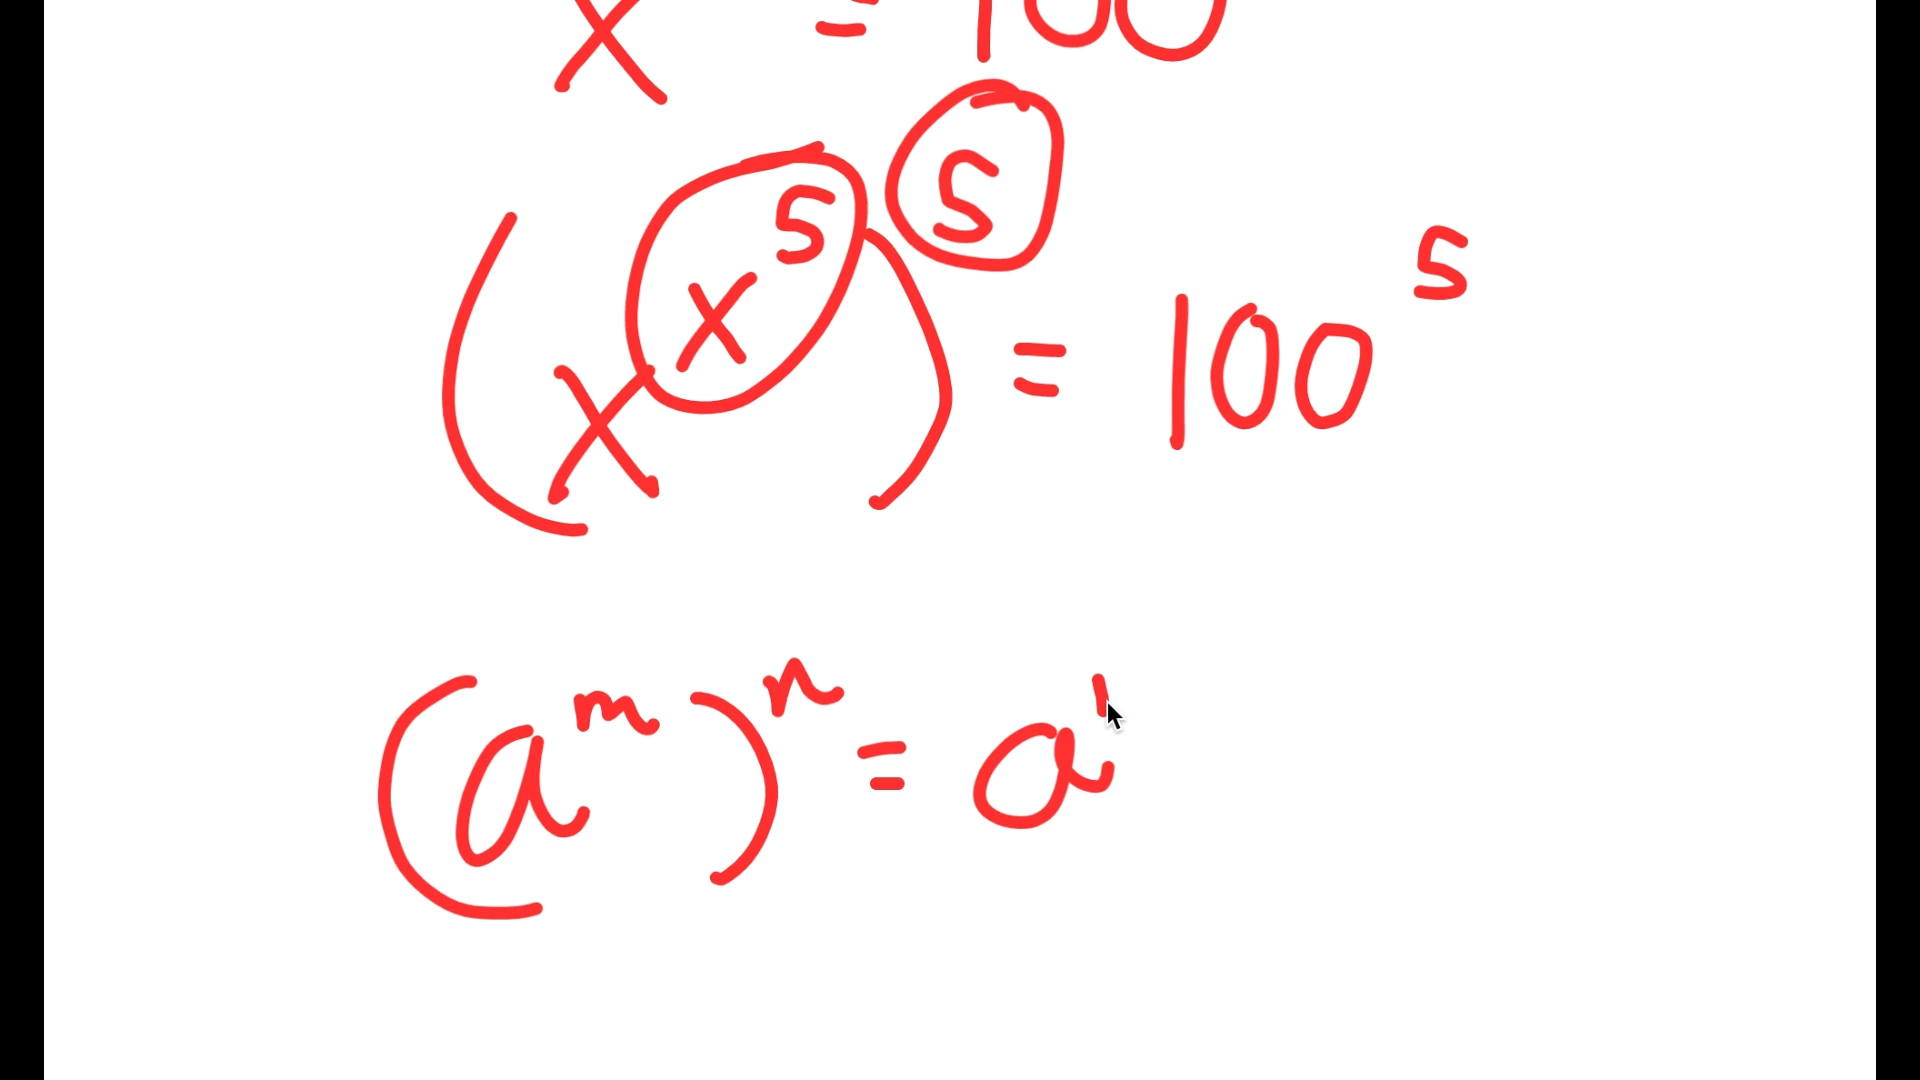 x = 100
(x^x^5)^5 = 100^5
(a^m)^n = a